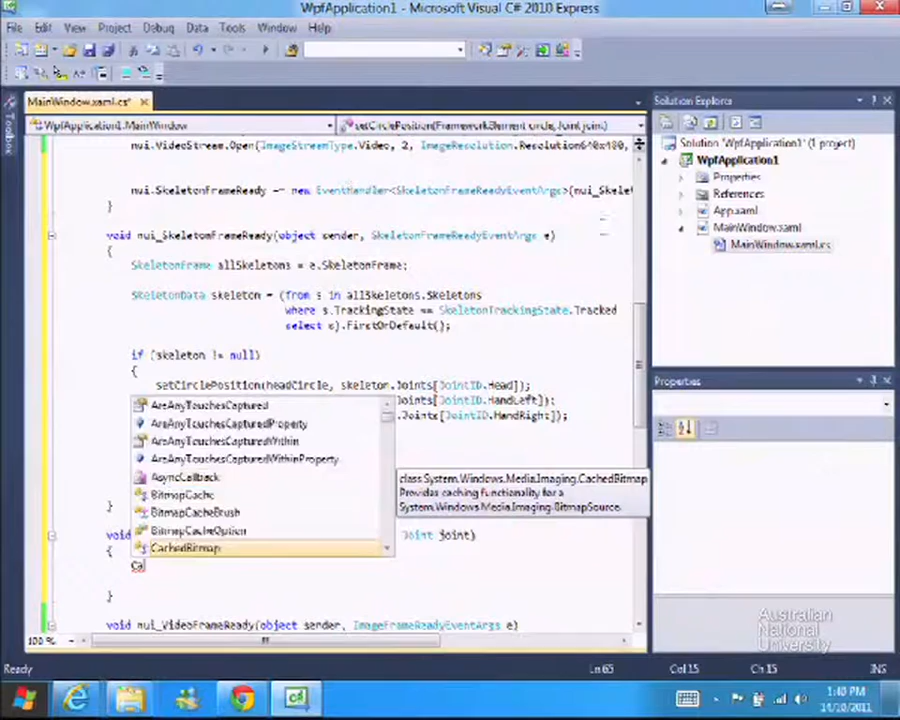 WpfApplication1 - Microsoft Visual C# 2010 Express
File Edit View Project Debug Data Tools Window Help
MainWindow.xaml.cs*
Toolbox
WpfApplication1.MainWindow
setCirclePosition(FrameworkElement circle, Joint joint)
nui.VideoStream.Open(ImageStreamType.Video, 2, ImageResolution.Resolution640x480,
nui.SkeletonFrameReady += new EventHandler<SkeletonFrameReadyEventArgs>(nui_Skelet
}
void nui_SkeletonFrameReady(object sender, SkeletonFrameReadyEventArgs e)
{
SkeletonFrame allSkeletons = e.SkeletonFrame;
SkeletonData skeleton = (from s in allSkeletons.Skeletons
where s.TrackingState == SkeletonTrackingState.Tracked
select s).FirstOrDefault();
if (skeleton != null)
{
setCirclePosition(headCircle, skeleton.Joints[JointID.Head]);
.Joints[JointID.HandLeft]);
.Joints[JointID.HandRight]);
AreAnyTouchesCaptured
AreAnyTouchesCapturedProperty
AreAnyTouchesCapturedWithin
AreAnyTouchesCapturedWithinProperty
AsyncCallback
BitmapCache
BitmapCacheBrush
BitmapCacheOption
CachedBitmap
class System.Windows.Media.Imaging.CachedBitmap
Provides caching functionality for a
System.Windows.Media.Imaging.BitmapSource.
}
void
Joint joint)
{
Ca
}
void nui_VideoFrameReady(object sender, ImageFrameReadyEventArgs e)
100 %
Solution Explorer
Solution 'WpfApplication1' (1 project)
WpfApplication1
Properties
References
App.xaml
MainWindow.xaml
MainWindow.xaml.cs
Properties
Australian
National
University
Ready
Ln 65
Col 15
Ch 15
INS
1:40 PM
14/10/2011